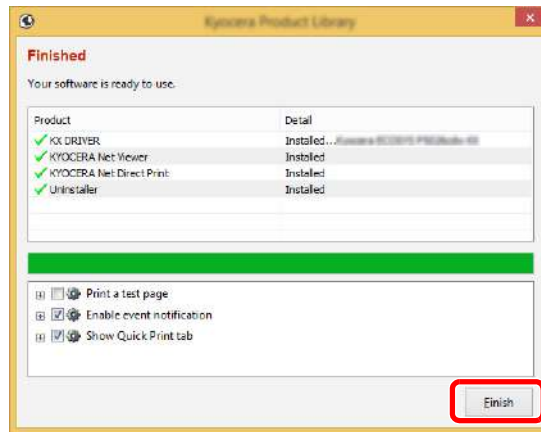 Kyocera Product Library
Finished
Your software is ready to use.
Product Detail
KX DRIVER Installed...
KYOCERA Net Viewer Installed
KYOCERA Net Direct Print Installed
Uninstaller Installed
Print a test page
Enable event notification
Show Quick Print tab
Finish